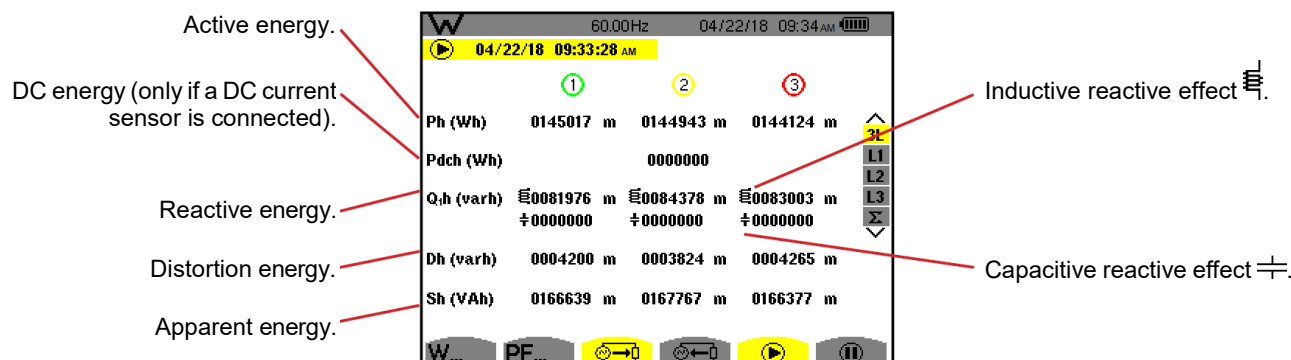 Active energy.
DC energy (only if a DC current
sensor is connected).
Reactive energy.
Distortion energy.
Apparent energy.
W 60.00Hz 04/22/18 09:34 AM
04/22/18 09:33:28 AM
1 2 3
Ph (Wh) 0145017 m 0144943 m 0144124 m
Pdch (Wh) 0000000
Q₁h (varh) 0081976 m 0084378 m 0083003 m
0000000 0000000 0000000
Dh (varh) 0004200 m 0003824 m 0004265 m
Sh (VAh) 0166639 m 0167767 m 0166377 m
3L
L1
L2
L3
Σ
W... PF...
Inductive reactive effect .
Capacitive reactive effect .